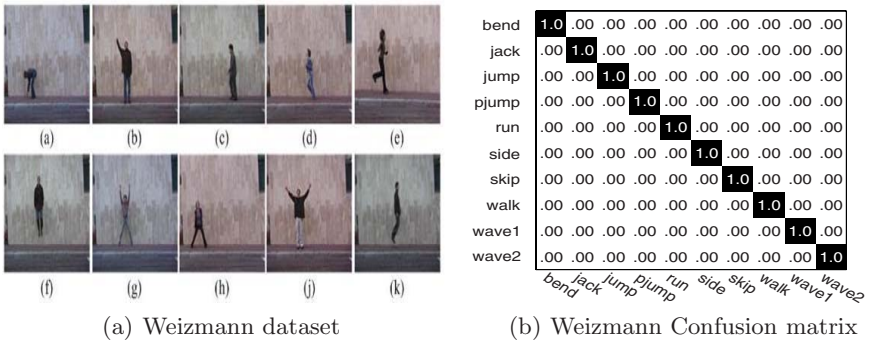 (a) (b) (c) (d) (e)
(f) (g) (h) (j) (k)
(a) Weizmann dataset
bend 1.0 .00 .00 .00 .00 .00 .00 .00 .00 .00
jack .00 1.0 .00 .00 .00 .00 .00 .00 .00 .00
jump .00 .00 1.0 .00 .00 .00 .00 .00 .00 .00
pjump .00 .00 .00 1.0 .00 .00 .00 .00 .00 .00
run .00 .00 .00 .00 1.0 .00 .00 .00 .00 .00
side .00 .00 .00 .00 .00 1.0 .00 .00 .00 .00
skip .00 .00 .00 .00 .00 .00 1.0 .00 .00 .00
walk .00 .00 .00 .00 .00 .00 .00 1.0 .00 .00
wave1 .00 .00 .00 .00 .00 .00 .00 .00 1.0 .00
wave2 .00 .00 .00 .00 .00 .00 .00 .00 .00 1.0
bend jack jump pjump run side skip walk wave1 wave2
(b) Weizmann Confusion matrix